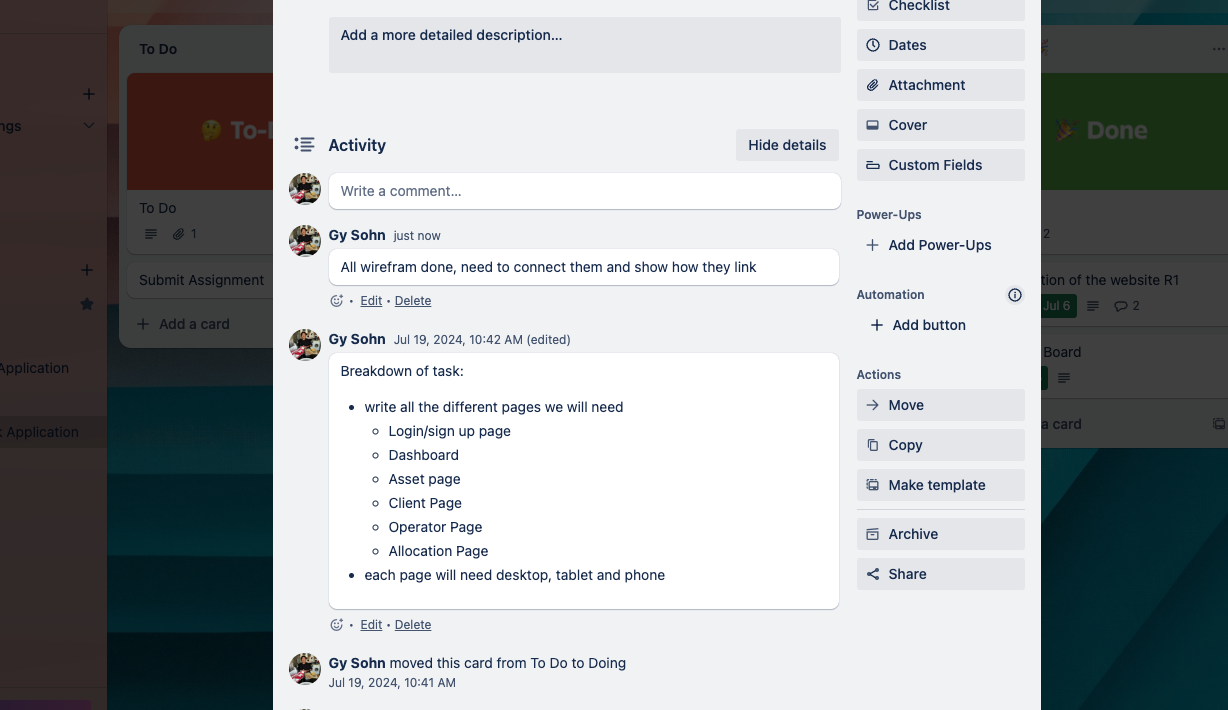 Checklist
Add a more detailed description...
To Do
Dates
Attachment
ngs
To-
Cover
Done
Activity
Hide details
Custom Fields
Write a comment…
To Do
1
Power-Ups
Add Power-Ups
2
Gy Sohn just now
All wirefram done, need to connect them and show how they link
Edit • Delete
Submit Assignment
tion of the website R1
Automation
Jul 6
2
Add a card
Add button
Gy Sohn Jul 19, 2024, 10:42 AM (edited)
Breakdown of task:
• write all the different pages we will need
Login/sign up page
Dashboard
Asset page
Client Page
Operator Page
Allocation Page
• each page will need desktop, tablet and phone
Edit • Delete
Board
Application
Actions
Move
a card
Application
Copy
Make template
Archive
Share
Gy Sohn moved this card from To Do to Doing
Jul 19, 2024, 10:41 AM